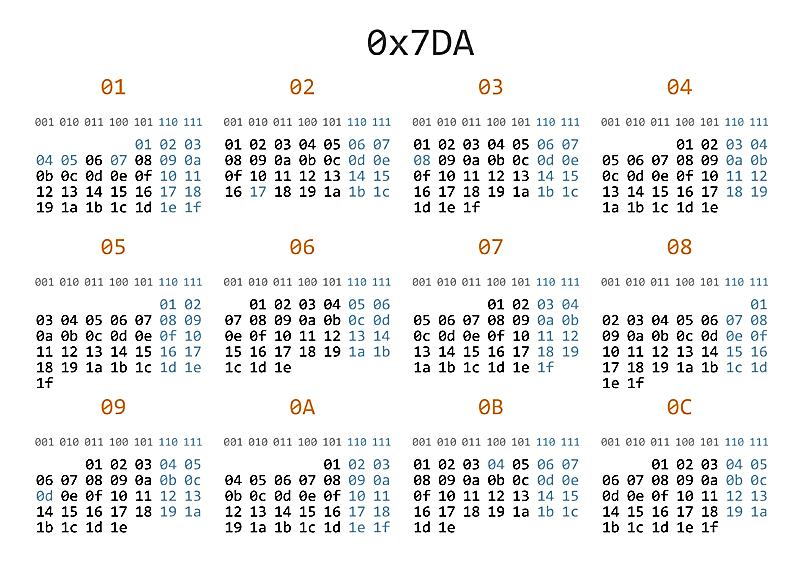 0x7DA
01
001 010 011 100 101 110 111
01 02 03
04 05 06 07 08 09 0a
0b 0c 0d 0e 0f 10 11
12 13 14 15 16 17 18
19 1a 1b 1c 1d 1e 1f
02
001 010 011 100 101 110 111
01 02 03 04 05 06 07
08 09 0a 0b 0c 0d 0e
0f 10 11 12 13 14 15
16 17 18 19 1a 1b 1c
03
001 010 011 100 101 110 111
01 02 03 04 05 06 07
08 09 0a 0b 0c 0d 0e
0f 10 11 12 13 14 15
16 17 18 19 1a 1b 1c
1d 1e 1f
04
001 010 011 100 101 110 111
01 02 03 04
05 06 07 08 09 0a 0b
0c 0d 0e 0f 10 11 12
13 14 15 16 17 18 19
1a 1b 1c 1d 1e
05
001 010 011 100 101 110 111
01 02
03 04 05 06 07 08 09
0a 0b 0c 0d 0e 0f 10
11 12 13 14 15 16 17
18 19 1a 1b 1c 1d 1e
1f
06
001 010 011 100 101 110 111
01 02 03 04 05 06
07 08 09 0a 0b 0c 0d
0e 0f 10 11 12 13 14
15 16 17 18 19 1a 1b
1c 1d 1e
07
001 010 011 100 101 110 111
01 02 03 04
05 06 07 08 09 0a 0b
0c 0d 0e 0f 10 11 12
13 14 15 16 17 18 19
1a 1b 1c 1d 1e 1f
08
001 010 011 100 101 110 111
01
02 03 04 05 06 07 08
09 0a 0b 0c 0d 0e 0f
10 11 12 13 14 15 16
17 18 19 1a 1b 1c 1d
1e 1f
09
001 010 011 100 101 110 111
01 02 03 04 05
06 07 08 09 0a 0b 0c
0d 0e 0f 10 11 12 13
14 15 16 17 18 19 1a
1b 1c 1d 1e
0A
001 010 011 100 101 110 111
01 02 03
04 05 06 07 08 09 0a
0b 0c 0d 0e 0f 10 11
12 13 14 15 16 17 18
19 1a 1b 1c 1d 1e 1f
0B
001 010 011 100 101 110 111
01 02 03 04 05 06 07
08 09 0a 0b 0c 0d 0e
0f 10 11 12 13 14 15
16 17 18 19 1a 1b 1c
1d 1e
0C
001 010 011 100 101 110 111
01 02 03 04 05
06 07 08 09 0a 0b 0c
0d 0e 0f 10 11 12 13
14 15 16 17 18 19 1a
1b 1c 1d 1e 1f